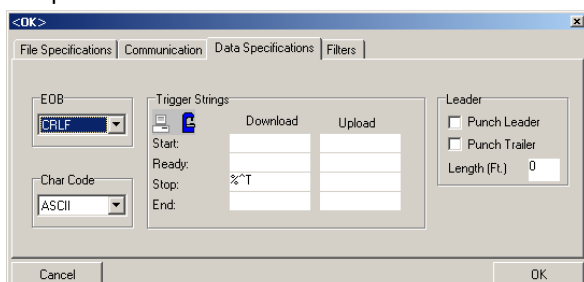 <OK>
File Specifications Communication Data Specifications Filters
EOB
CRLF
Char Code
ASCII
Trigger Strings
Download Upload
Start:
Ready:
Stop: %^T
End:
Leader
Punch Leader
Punch Trailer
Length (Ft.) 0
Cancel OK